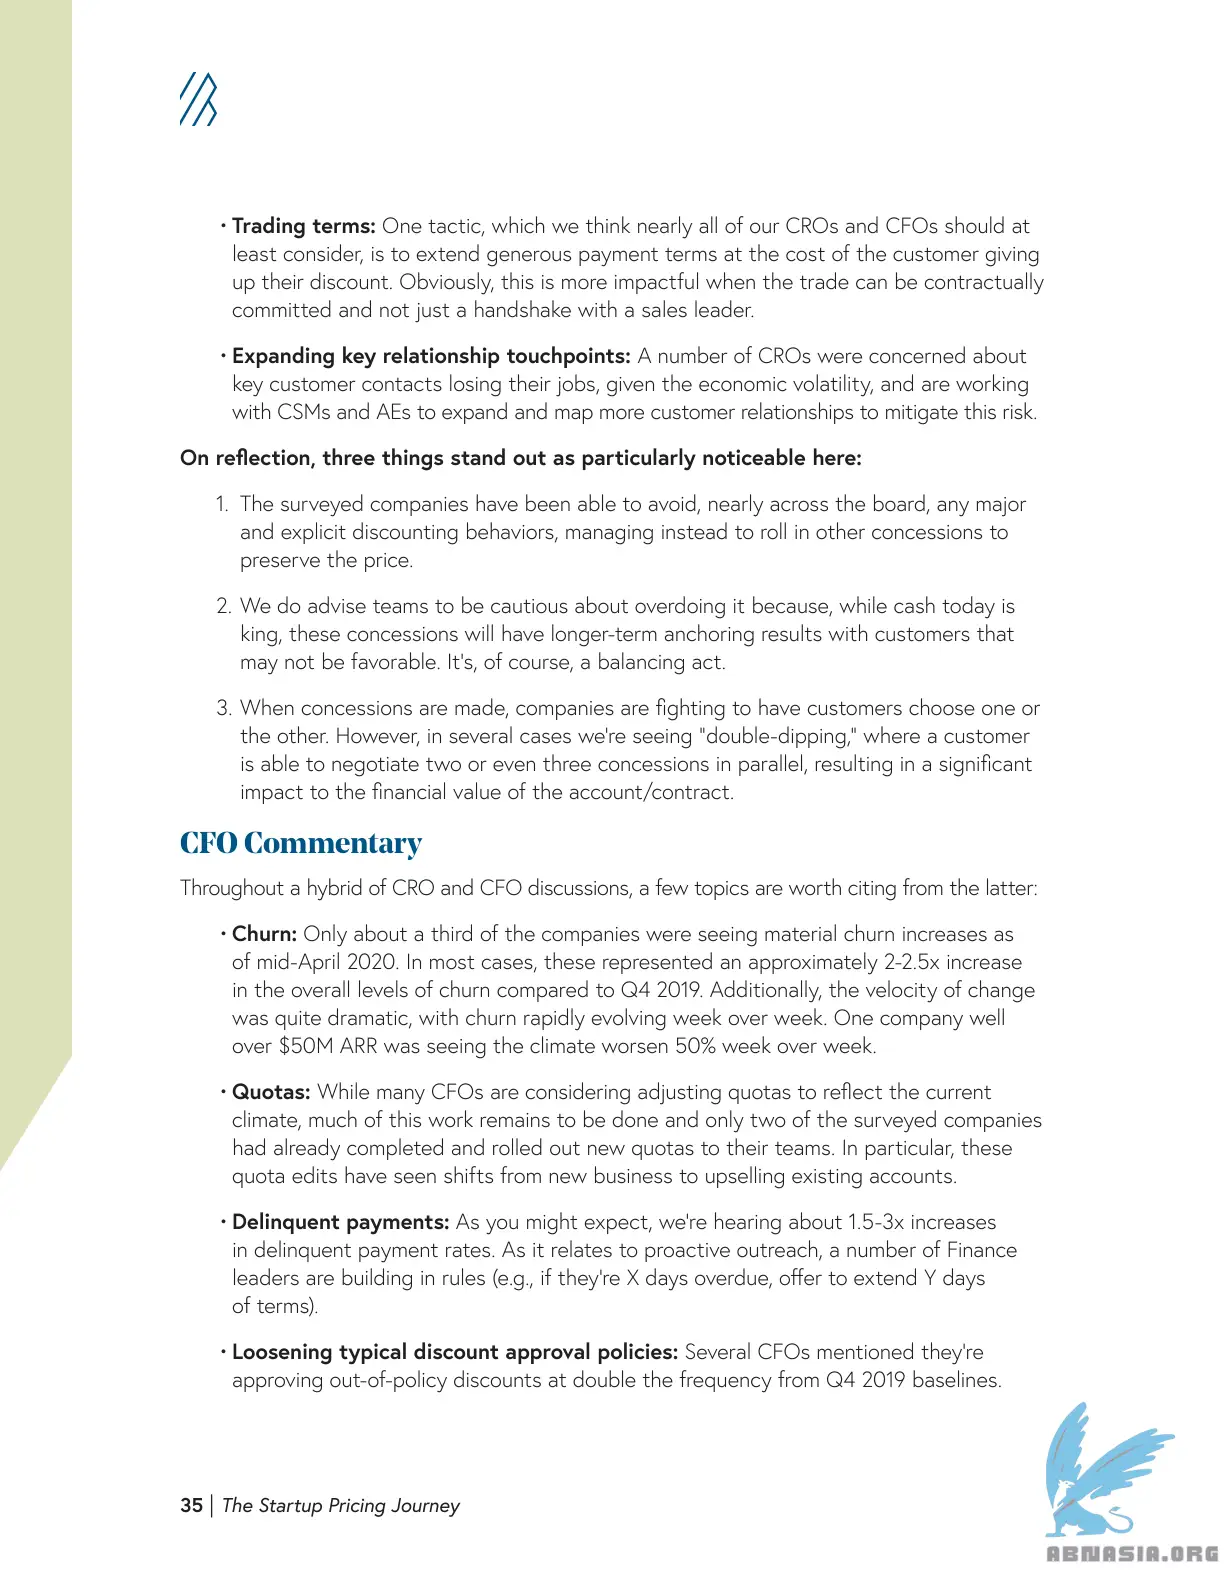 • Trading terms: One tactic, which we think nearly all of our CROs and CFOs should at
least consider, is to extend generous payment terms at the cost of the customer giving
up their discount. Obviously, this is more impactful when the trade can be contractually
committed and not just a handshake with a sales leader.
• Expanding key relationship touchpoints: A number of CROs were concerned about
key customer contacts losing their jobs, given the economic volatility, and are working
with CSMs and AEs to expand and map more customer relationships to mitigate this risk.
On reflection, three things stand out as particularly noticeable here:
1. The surveyed companies have been able to avoid, nearly across the board, any major
and explicit discounting behaviors, managing instead to roll in other concessions to
preserve the price.
2. We do advise teams to be cautious about overdoing it because, while cash today is
king, these concessions will have longer-term anchoring results with customers that
may not be favorable. It's, of course, a balancing act.
3. When concessions are made, companies are fighting to have customers choose one or
the other. However, in several cases we're seeing "double-dipping," where a customer
is able to negotiate two or even three concessions in parallel, resulting in a significant
impact to the financial value of the account/contract.
CFO Commentary
Throughout a hybrid of CRO and CFO discussions, a few topics are worth citing from the latter:
• Churn: Only about a third of the companies were seeing material churn increases as
of mid-April 2020. In most cases, these represented an approximately 2-2.5x increase
in the overall levels of churn compared to Q4 2019. Additionally, the velocity of change
was quite dramatic, with churn rapidly evolving week over week. One company well
over $50M ARR was seeing the climate worsen 50% week over week.
• Quotas: While many CFOs are considering adjusting quotas to reflect the current
climate, much of this work remains to be done and only two of the surveyed companies
had already completed and rolled out new quotas to their teams. In particular, these
quota edits have seen shifts from new business to upselling existing accounts.
• Delinquent payments: As you might expect, we're hearing about 1.5-3x increases
in delinquent payment rates. As it relates to proactive outreach, a number of Finance
leaders are building in rules (e.g., if they're X days overdue, offer to extend Y days
of terms).
• Loosening typical discount approval policies: Several CFOs mentioned they're
approving out-of-policy discounts at double the frequency from Q4 2019 baselines.
35 | The Startup Pricing Journey
ABNASIA.ORG